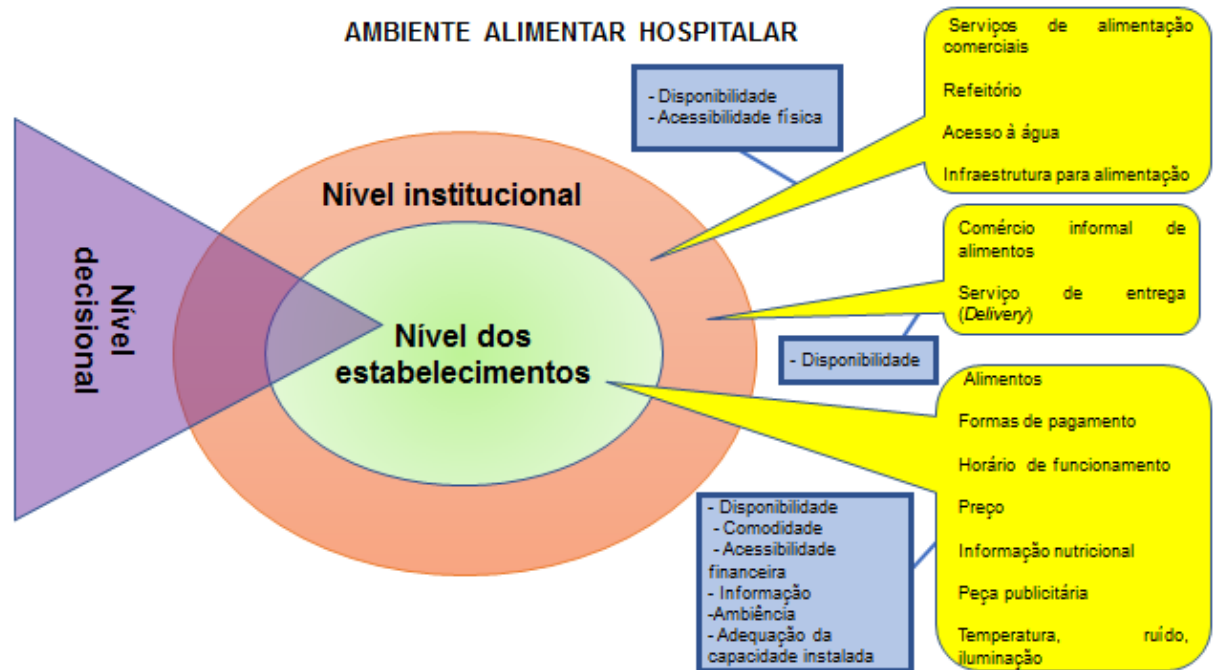 AMBIENTE ALIMENTAR HOSPITALAR
Nível
decisional
Nível institucional
Nível dos
estabelecimentos
- Disponibilidade
- Acessibilidade física
Serviços de alimentação
comerciais
Refeitório
Acesso à água
Infraestrutura para alimentação
Comércio informal de
alimentos
Serviço de entrega
(Delivery)
- Disponibilidade
Alimentos
Formas de pagamento
Horário de funcionamento
Preço
Informação nutricional
Peça publicitária
Temperatura, ruído,
iluminação
- Disponibilidade
- Comodidade
- Acessibilidade
financeira
- Informação
-Ambiência
- Adequação da
capacidade instalada